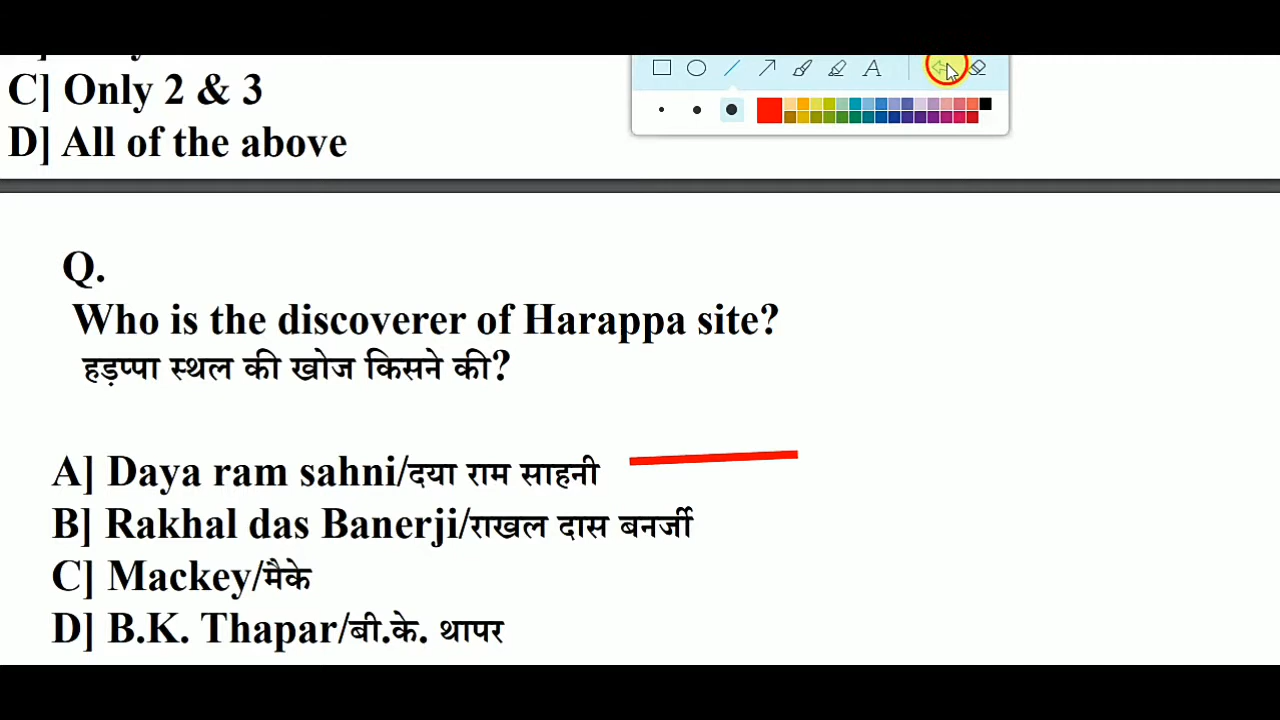 C] Only 2 & 3
D] All of the above
Q.
Who is the discoverer of Harappa site?
हड़प्पा स्थल की खोज किसने की?
A] Daya ram sahni/दया राम साहनी
B] Rakhal das Banerji/राखल दास बनर्जी
C] Mackey/मैके
D] B.K. Thapar/बी.के. थापर